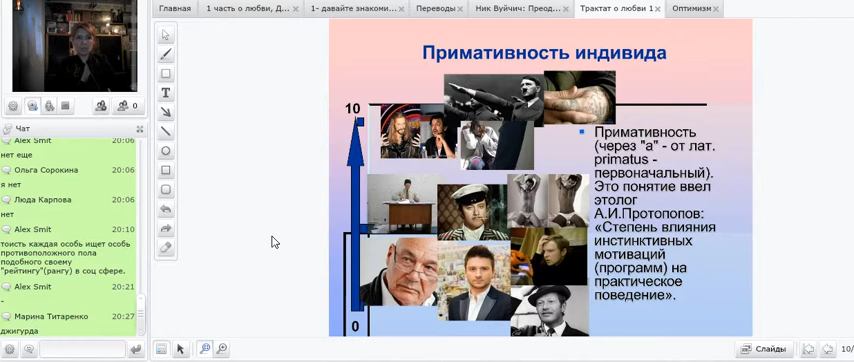 Главная
1 часть о любви, Д...
1- давайте знакоми...
Переводы
Ник Вуйчич: Преод...
Трактат о любви 1
Оптимизм
0
Чат
Alex Smit 20:06
нет еще
Ольга Сорокина 20:06
я нет
Люда Карпова 20:06
нет
Alex Smit 20:10
тоисть каждая особь ищет особь
противоположного пола
подобного своему
"рейтингу"(рангу) в соц сфере.
Alex Smit 20:21
-
Марина Титаренко 20:27
джигурда
Примативность индивида
10
0
Примативность
(через "а" - от лат.
primatus -
первоначальный).
Это понятие ввел
этолог
А.И.Протопопов:
«Степень влияния
инстинктивных
мотиваций
(программ) на
практическое
поведение».
Слайды
10/